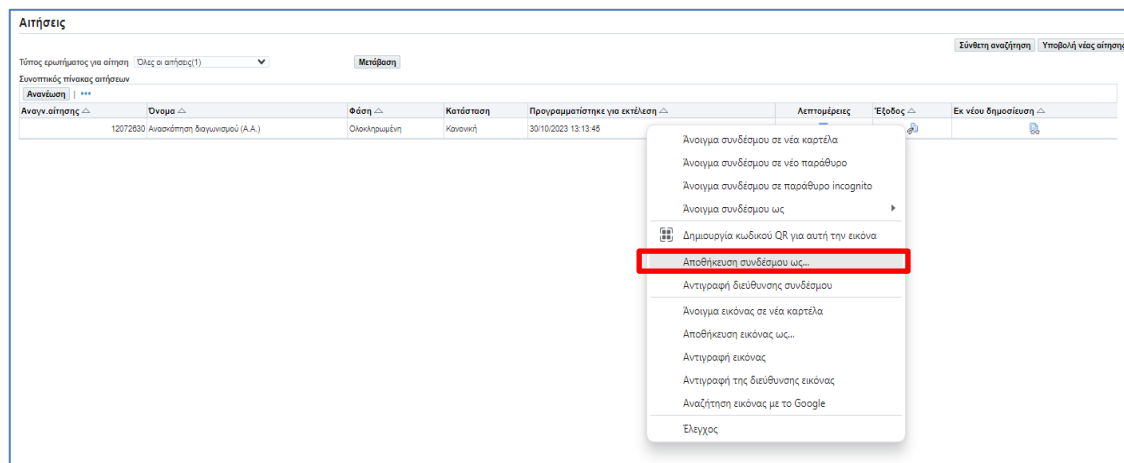 Αιτήσεις
Σύνθετη αναζήτηση Υποβολή νέας αίτησης
Τύπος ερωτήματος για αίτηση Όλες οι αιτήσεις(1) Μετάβαση
Συνοπτικός πίνακας αιτήσεων
Ανανέωση | •••
Αναγν.αίτησης Όνομα Φάση Κατάσταση Προγραμματίστηκε για εκτέλεση Λεπτομέρειες Έξοδος Εκ νέου δημοσίευση
12072630 Ανασκόπηση διαγωνισμού (Α.Α.) Ολοκληρωμένη Κανονική 30/10/2023 13:13:45
Άνοιγμα συνδέσμου σε νέα καρτέλα
Άνοιγμα συνδέσμου σε νέο παράθυρο
Άνοιγμα συνδέσμου σε παράθυρο incognito
Άνοιγμα συνδέσμου ως
Δημιουργία κωδικού QR για αυτή την εικόνα
Αποθήκευση συνδέσμου ως...
Αντιγραφή διεύθυνσης συνδέσμου
Άνοιγμα εικόνας σε νέα καρτέλα
Αποθήκευση εικόνας ως...
Αντιγραφή εικόνας
Αντιγραφή της διεύθυνσης εικόνας
Αναζήτηση εικόνας με το Google
Έλεγχος